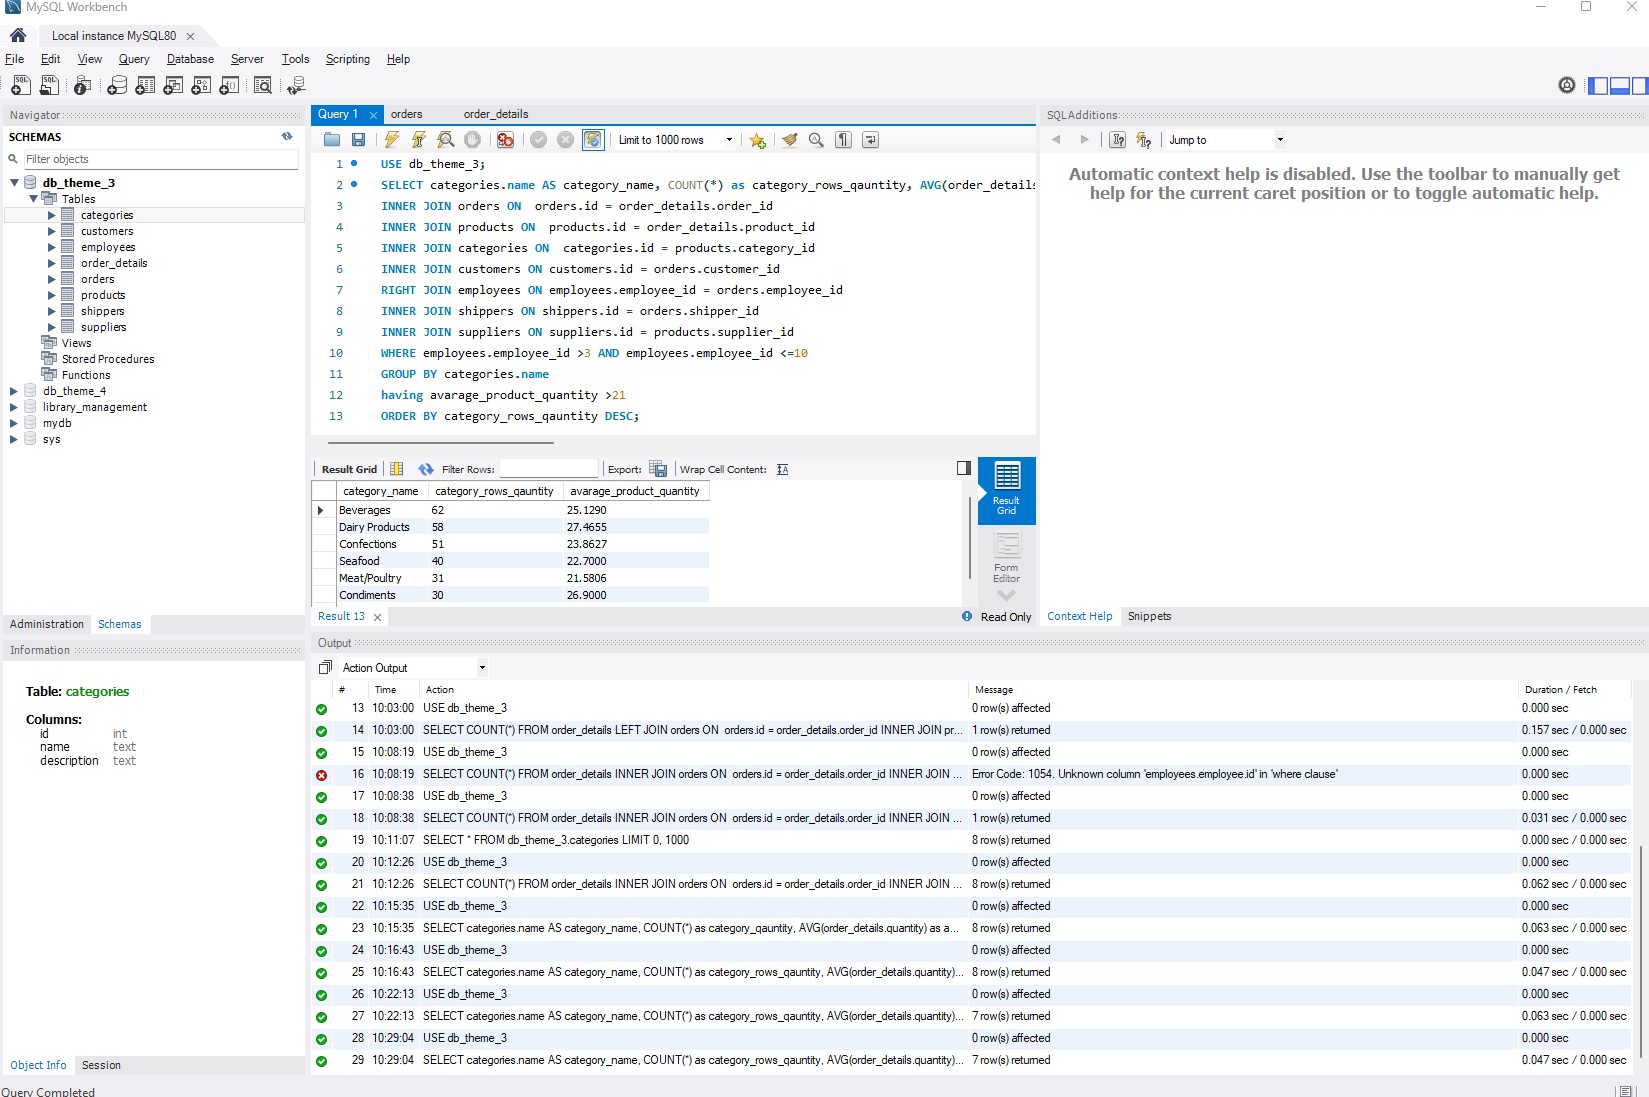 MySQL Workbench
Local instance MySQL80
File Edit View Query Database Server Tools Scripting Help
Navigator
SCHEMAS
Filter objects
db_theme_3
Tables
categories
customers
employees
order_details
orders
products
shippers
suppliers
Views
Stored Procedures
Functions
db_theme_4
library_management
mydb
sys
Administration Schemas
Information
Table: categories
Columns:
id int
name text
description text
Object Info Session
Query 1 orders order_details
Limit to 1000 rows
1 USE db_theme_3;
2 SELECT categories.name AS category_name, COUNT(*) as category_rows_qauntity, AVG(order_details
3 INNER JOIN orders ON  orders.id = order_details.order_id
4 INNER JOIN products ON  products.id = order_details.product_id
5 INNER JOIN categories ON  categories.id = products.category_id
6 INNER JOIN customers ON customers.id = orders.customer_id
7 RIGHT JOIN employees ON employees.employee_id = orders.employee_id
8 INNER JOIN shippers ON shippers.id = orders.shipper_id
9 INNER JOIN suppliers ON suppliers.id = products.supplier_id
10 WHERE employees.employee_id >3 AND employees.employee_id <=10
11 GROUP BY categories.name
12 having avarage_product_quantity >21
13 ORDER BY category_rows_qauntity DESC;
Result Grid Filter Rows: Export: Wrap Cell Content:
category_name category_rows_qauntity avarage_product_quantity
Beverages 62 25.1290
Dairy Products 58 27.4655
Confections 51 23.8627
Seafood 40 22.7000
Meat/Poultry 31 21.5806
Condiments 30 26.9000
Result Grid
Form Editor
Result 13
Read Only
SQLAdditions
Jump to
Automatic context help is disabled. Use the toolbar to manually get
help for the current caret position or to toggle automatic help.
Context Help Snippets
Output
Action Output
# Time Action Message Duration / Fetch
13 10:03:00 USE db_theme_3 0 row(s) affected 0.000 sec
14 10:03:00 SELECT COUNT(*) FROM order_details LEFT JOIN orders ON  orders.id = order_details.order_id INNER JOIN pr... 1 row(s) returned 0.157 sec / 0.000 sec
15 10:08:19 USE db_theme_3 0 row(s) affected 0.000 sec
16 10:08:19 SELECT COUNT(*) FROM order_details INNER JOIN orders ON  orders.id = order_details.order_id INNER JOIN ... Error Code: 1054. Unknown column 'employees.employee.id' in 'where clause' 0.000 sec
17 10:08:38 USE db_theme_3 0 row(s) affected 0.000 sec
18 10:08:38 SELECT COUNT(*) FROM order_details INNER JOIN orders ON  orders.id = order_details.order_id INNER JOIN ... 1 row(s) returned 0.031 sec / 0.000 sec
19 10:11:07 SELECT * FROM db_theme_3.categories LIMIT 0, 1000 8 row(s) returned 0.000 sec / 0.000 sec
20 10:12:26 USE db_theme_3 0 row(s) affected 0.000 sec
21 10:12:26 SELECT COUNT(*) FROM order_details INNER JOIN orders ON  orders.id = order_details.order_id INNER JOIN ... 8 row(s) returned 0.062 sec / 0.000 sec
22 10:15:35 USE db_theme_3 0 row(s) affected 0.000 sec
23 10:15:35 SELECT categories.name AS category_name, COUNT(*) as category_qauntity, AVG(order_details.quantity) as a... 8 row(s) returned 0.063 sec / 0.000 sec
24 10:16:43 USE db_theme_3 0 row(s) affected 0.000 sec
25 10:16:43 SELECT categories.name AS category_name, COUNT(*) as category_rows_qauntity, AVG(order_details.quantity)... 8 row(s) returned 0.047 sec / 0.000 sec
26 10:22:13 USE db_theme_3 0 row(s) affected 0.000 sec
27 10:22:13 SELECT categories.name AS category_name, COUNT(*) as category_rows_qauntity, AVG(order_details.quantity)... 7 row(s) returned 0.063 sec / 0.000 sec
28 10:29:04 USE db_theme_3 0 row(s) affected 0.000 sec
29 10:29:04 SELECT categories.name AS category_name, COUNT(*) as category_rows_qauntity, AVG(order_details.quantity)... 7 row(s) returned 0.047 sec / 0.000 sec
Query Completed